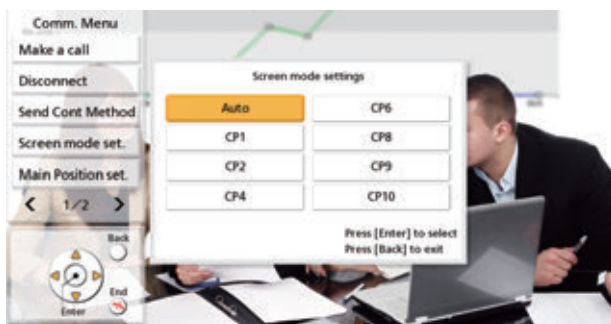 Comm. Menu
Make a call
Disconnect
Send Cont Method
Screen mode set.
Main Position set.
1/2
Back
Enter
End
Screen mode settings
Auto
CP6
CP1
CP8
CP2
CP9
CP4
CP10
Press [Enter] to select
Press [Back] to exit